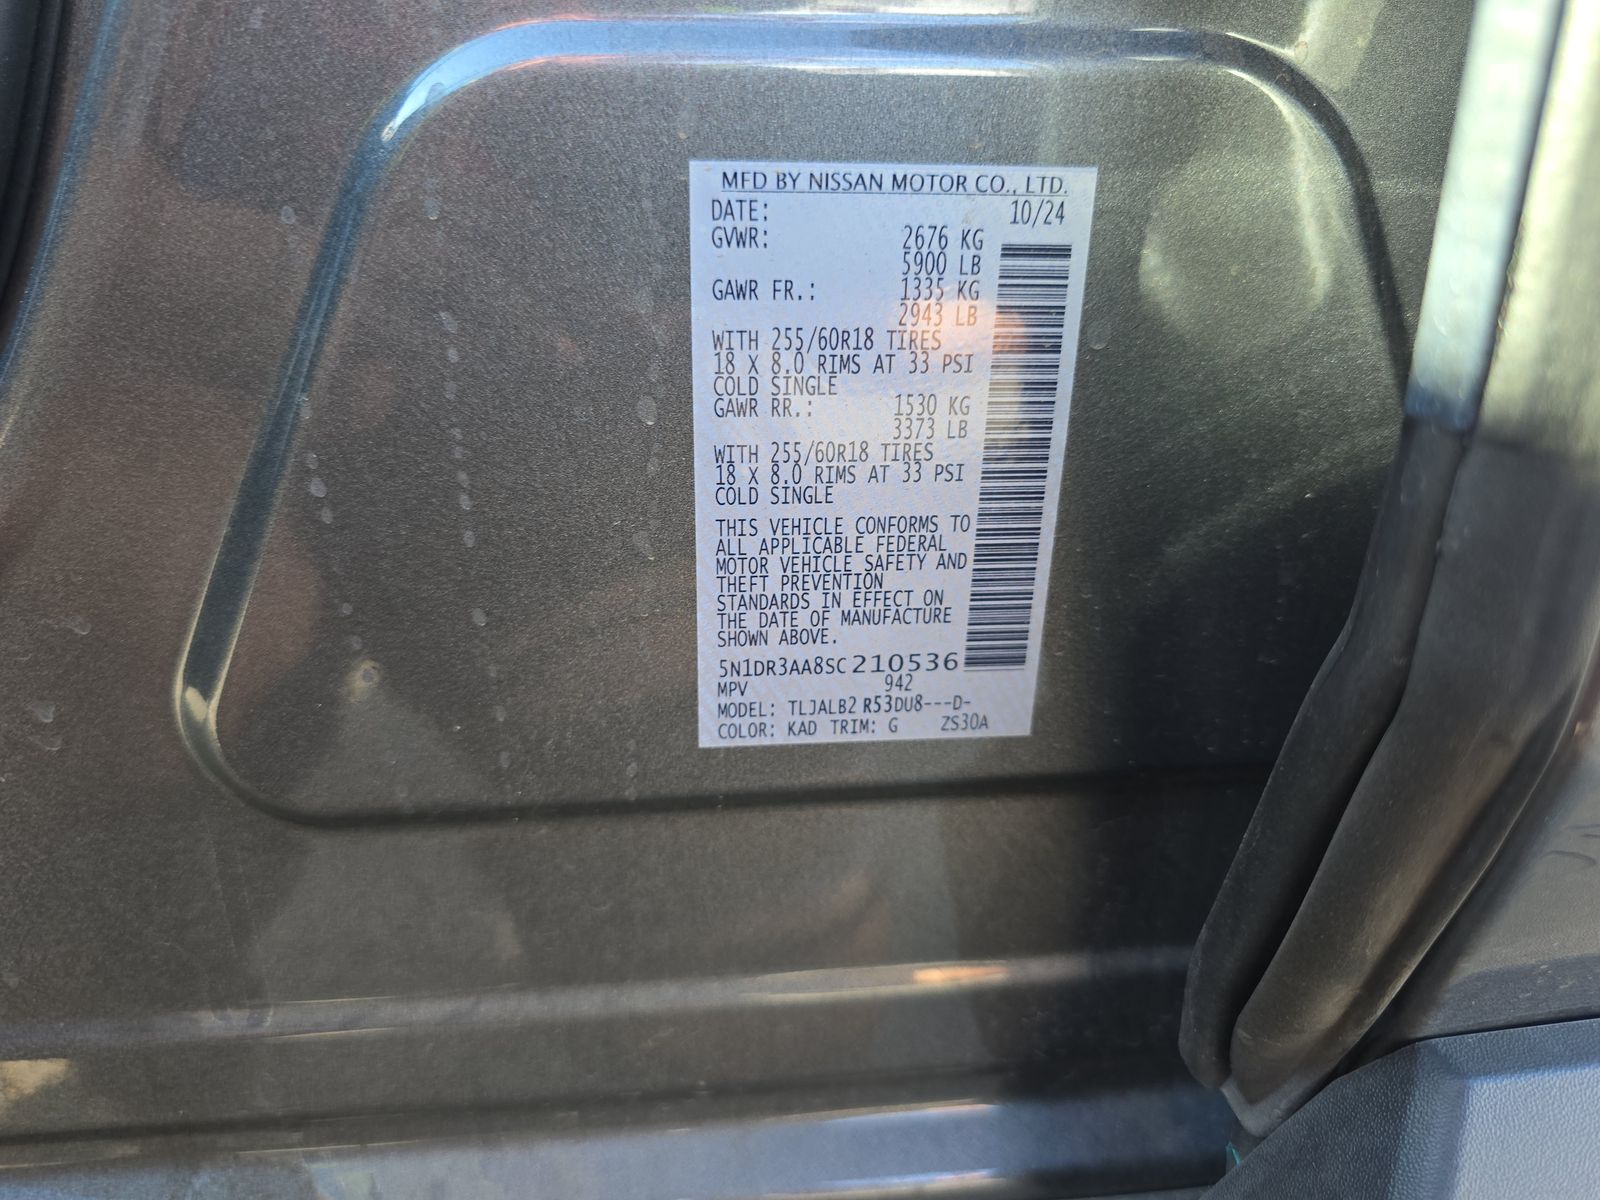 MFD BY NISSAN MOTOR CO., LTD.
DATE: 10/24
GVWR: 2676 KG
5900 LB
GAWR FR.: 1335 KG
2943 LB
WITH 255/60R18 TIRES
18 X 8.0 RIMS AT 33 PSI
COLD SINGLE
GAWR RR.: 1530 KG
3373 LB
WITH 255/60R18 TIRES
18 X 8.0 RIMS AT 33 PSI
COLD SINGLE
THIS VEHICLE CONFORMS TO
ALL APPLICABLE FEDERAL
MOTOR VEHICLE SAFETY AND
THEFT PREVENTION
STANDARDS IN EFFECT ON
THE DATE OF MANUFACTURE
SHOWN ABOVE.
5N1DR3AA8SC210536
MPV 942
MODEL: TLJALB2 R53DU8---D-
COLOR: KAD TRIM: G ZS30A